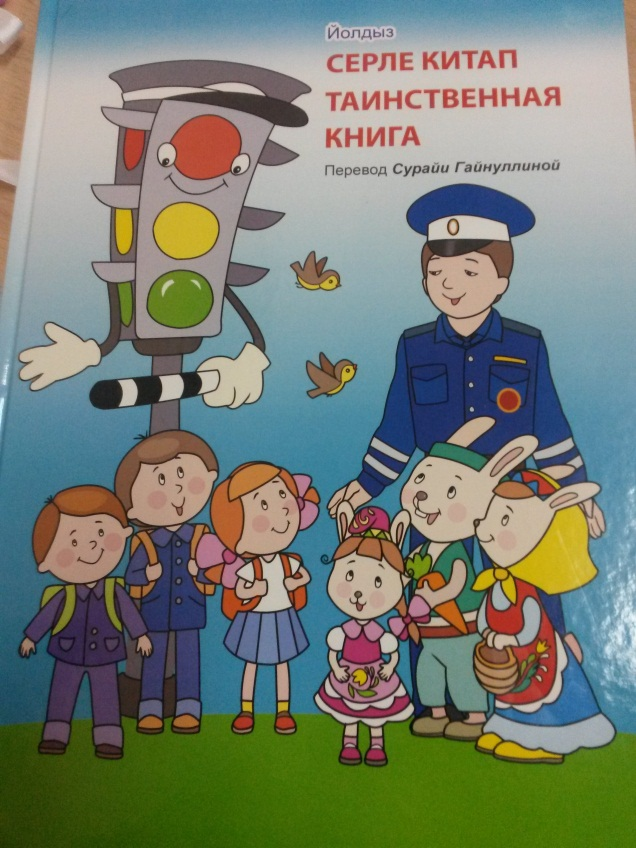 Йолдыз
СЕРЛЕ КИТАП
ТАИНСТВЕННАЯ
КНИГА
Перевод Сурайи Гайнуллиной